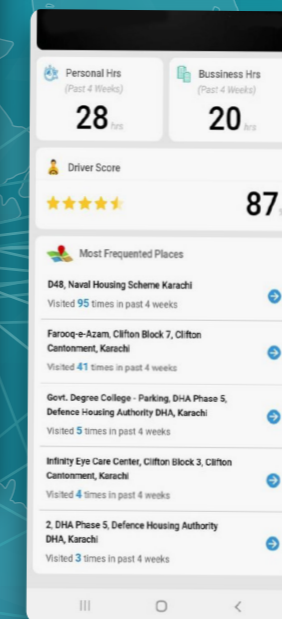 Personal Hrs
(Past 4 Weeks)
28 hrs
Bussiness Hrs
(Past 4 Weeks)
20 hrs
Driver Score
87
Most Frequented Places
D48, Naval Housing Scheme Karachi
Visited 95 times in past 4 weeks
Farooq-e-Azam, Clifton Block 7, Clifton
Cantonment, Karachi
Visited 41 times in past 4 weeks
Govt. Degree College - Parking, DHA Phase 5,
Defence Housing Authority DHA, Karachi
Visited 5 times in past 4 weeks
Infinity Eye Care Center, Clifton Block 3, Clifton
Cantonment, Karachi
Visited 4 times in past 4 weeks
2, DHA Phase 5, Defence Housing Authority
DHA, Karachi
Visited 3 times in past 4 weeks